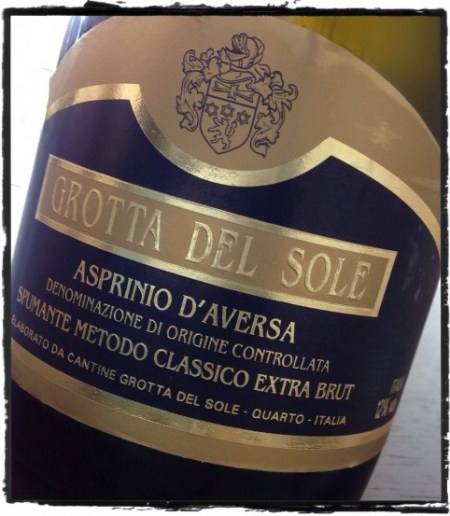 GROTTA DEL SOLE
ASPRINIO D'AVERSA
DENOMINAZIONE DI ORIGINE CONTROLLATA
SPUMANTE METODO CLASSICO EXTRA BRUT
ELABORATO DA CANTINE GROTTA DEL SOLE - QUARTO - ITALIA
12%